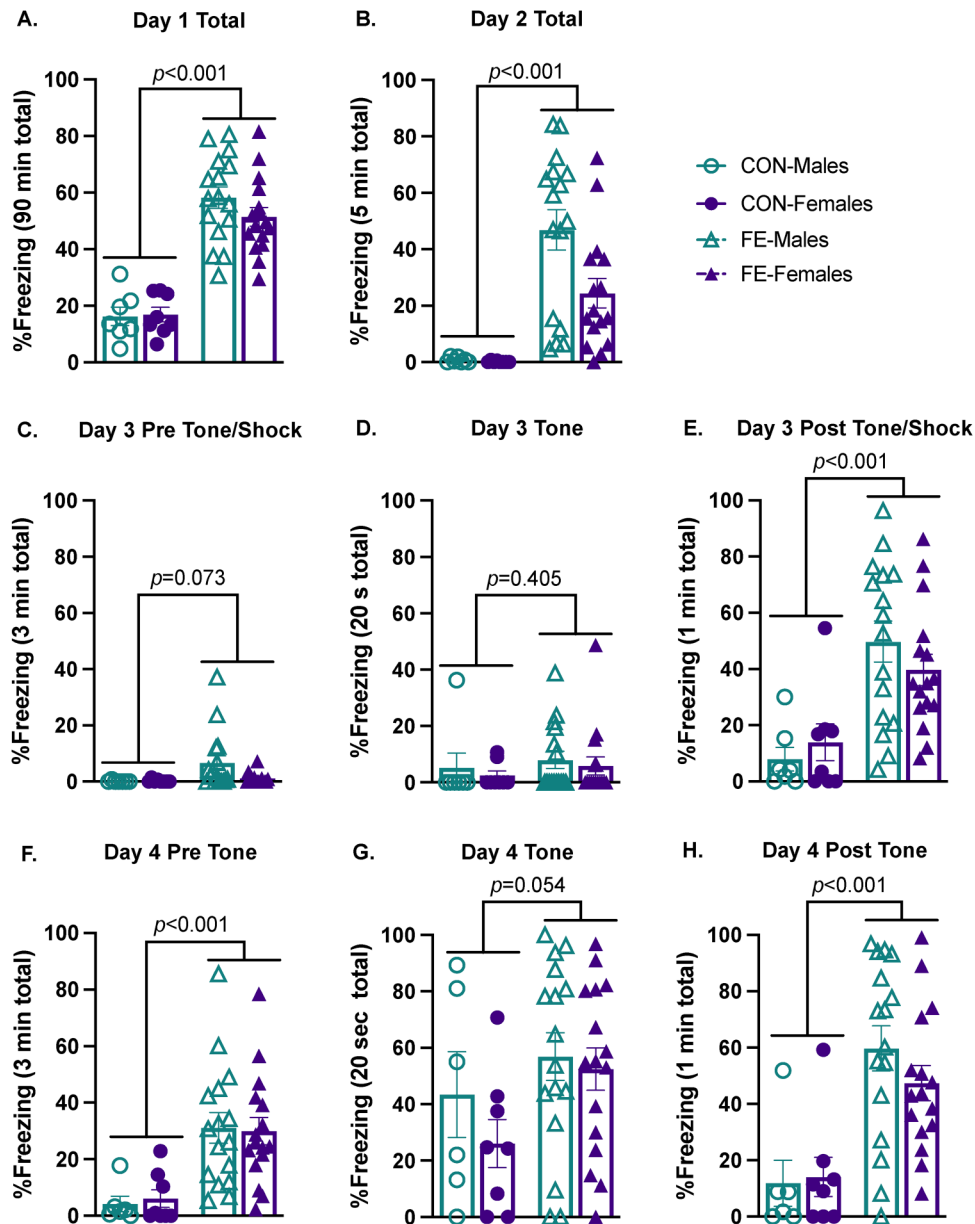 A. Day 1 Total
%Freezing (90 min total)
100
80
60
40
20
0
p<0.001
B. Day 2 Total
%Freezing (5 min total)
100
80
60
40
20
0
p<0.001
CON-Males
CON-Females
FE-Males
FE-Females
C. Day 3 Pre Tone/Shock
%Freezing (3 min total)
100
80
60
40
20
0
p=0.073
D. Day 3 Tone
%Freezing (20 s total)
100
80
60
40
20
0
p=0.405
E. Day 3 Post Tone/Shock
%Freezing (1 min total)
100
80
60
40
20
0
p<0.001
F. Day 4 Pre Tone
%Freezing (3 min total)
100
80
60
40
20
0
p<0.001
G. Day 4 Tone
%Freezing (20 sec total)
100
80
60
40
20
0
p=0.054
H. Day 4 Post Tone
%Freezing (1 min total)
100
80
60
40
20
0
p<0.001